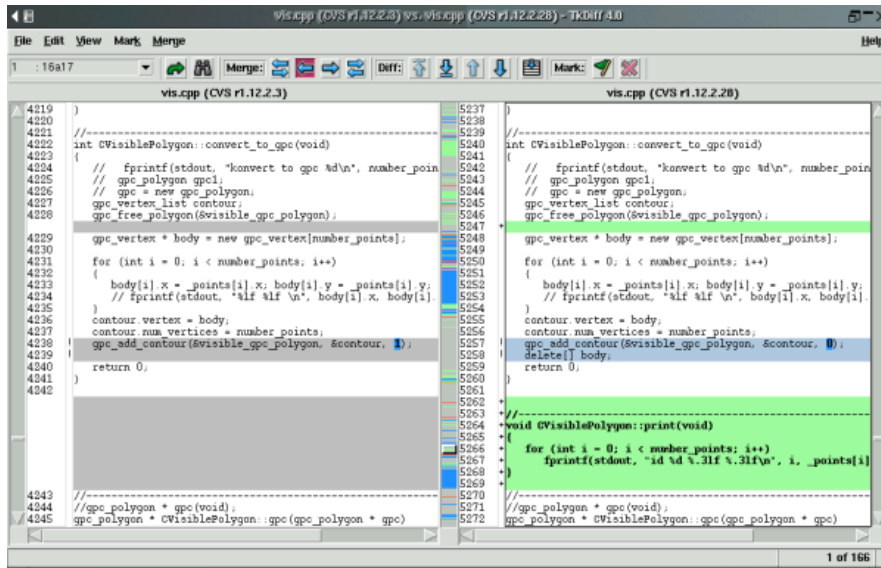 vis.cpp (CVS r1.12.2.3) vs. vis.cpp (CVS r1.12.2.28) - TkDiff 4.0
File Edit View Mark Merge Help
1 : 16a17 Merge: Diff: Mark:
vis.cpp (CVS r1.12.2.3) vis.cpp (CVS r1.12.2.28)
4219 }
4220
4221 //
4222 int CVisiblePolygon::convert_to_gpc(void)
4223 {
4224 // fprintf(stdout, "konvert to gpc %d\n", number_poin
4225 // gpc_polygon gpc1;
4226 // gpc = new gpc_polygon;
4227 gpc_vertex_list contour;
4228 gpc_free_polygon(&visible_gpc_polygon);
4229 gpc_vertex * body = new gpc_vertex[number_points];
4230
4231 for (int i = 0; i < number_points; i++)
4232 {
4233 body[i].x = _points[i].x; body[i].y = _points[i].y;
4234 // fprintf(stdout, "%lf %lf \n", body[i].x, body[i].
4235 }
4236 contour.vertex = body;
4237 contour.num_vertices = number_points;
4238 ! gpc_add_contour(&visible_gpc_polygon, &contour, 1);
4239 !
4240 return 0;
4241 }
4242
4243 //
4244 //gpc_polygon * gpc(void);
4245 gpc_polygon * CVisiblePolygon::gpc(gpc_polygon * gpc)
5237 }
5238
5239 //
5240 int CVisiblePolygon::convert_to_gpc(void)
5241 {
5242 // fprintf(stdout, "konvert to gpc %d\n", number_poin
5243 // gpc_polygon gpc1;
5244 // gpc = new gpc_polygon;
5245 gpc_vertex_list contour;
5246 gpc_free_polygon(&visible_gpc_polygon);
5247 +
5248 gpc_vertex * body = new gpc_vertex[number_points];
5249
5250 for (int i = 0; i < number_points; i++)
5251 {
5252 body[i].x = _points[i].x; body[i].y = _points[i].y;
5253 // fprintf(stdout, "%lf %lf \n", body[i].x, body[i].
5254 }
5255 contour.vertex = body;
5256 contour.num_vertices = number_points;
5257 ! gpc_add_contour(&visible_gpc_polygon, &contour, 0);
5258 ! delete[] body;
5259 return 0;
5260 }
5261
5262 +
5263 + //
5264 + void CVisiblePolygon::print(void)
5265 + {
5266 + for (int i = 0; i < number_points; i++)
5267 + fprintf(stdout, "id %d %.3lf %.3lf\n", i, _points[i]
5268 + }
5269 +
5270 //
5271 //gpc_polygon * gpc(void);
5272 gpc_polygon * CVisiblePolygon::gpc(gpc_polygon * gpc)
1 of 166